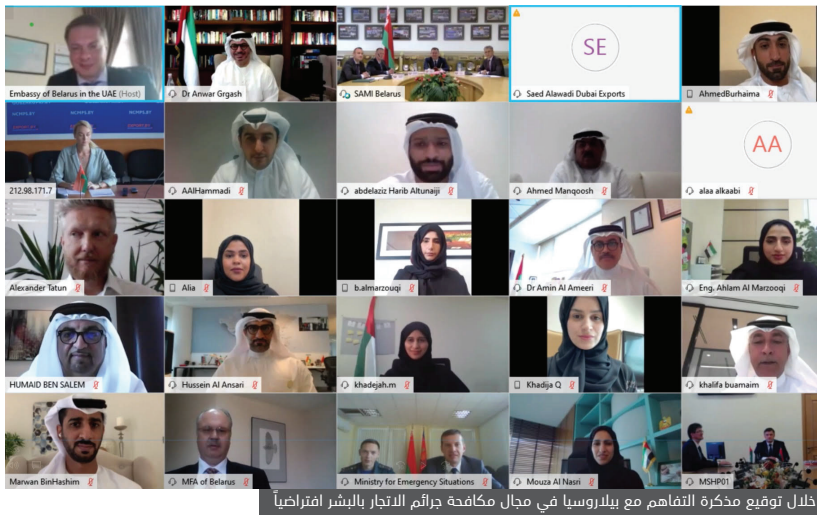 Embassy of Belarus in the UAE (Host)
Dr Anwar Grgash
SAMI Belarus
SE
Saed Alawadi Dubai Exports
AhmedBurhaima
212.98.171.7
AAlHammadi
abdelaziz Harib Altunaiji
Ahmed Manqoosh
AA
alaa alkaabi
Alexander Tatun
Alia
b.almarzouqi
Dr Amin Al Ameeri
Eng. Ahlam Al Marzooqi
HUMAID BEN SALEM
Hussein Al Ansari
khadejah.m
Khadija Q
khalifa buamaim
Marwan BinHashim
MFA of Belarus
Ministry for Emergency Situations
Mouza Al Nasri
MSHP01
خلال توقيع مذكرة التفاهم مع بيلاروسيا في مجال مكافحة جرائم الاتجار بالبشر افتراضياً